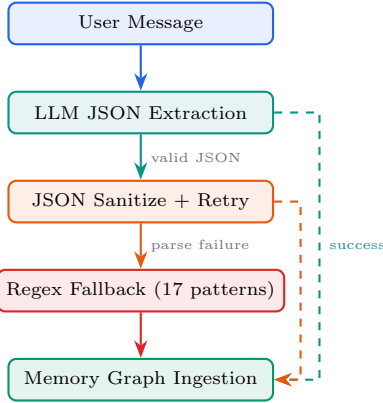 User Message
LLM JSON Extraction
valid JSON
JSON Sanitize + Retry
parse failure
success
Regex Fallback (17 patterns)
Memory Graph Ingestion